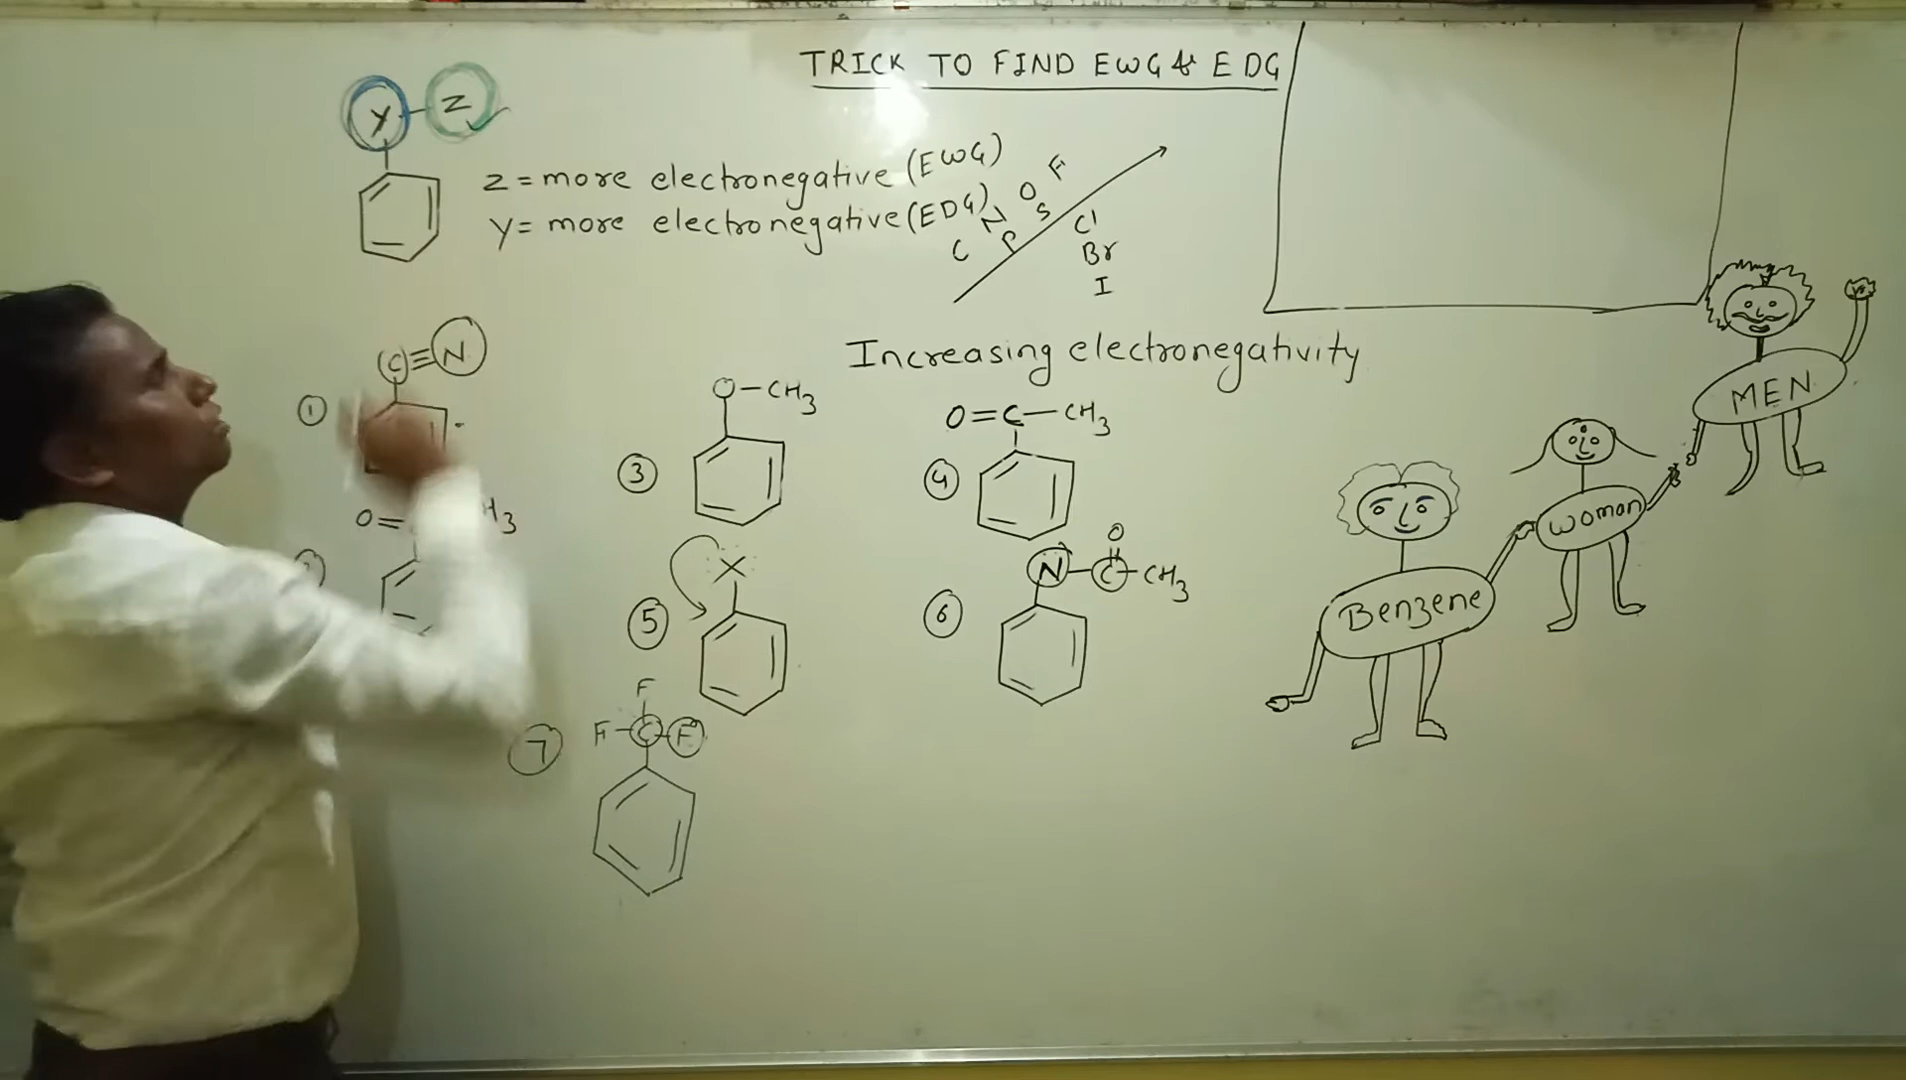 TRICK TO FIND EWG & EDG
Y-Z
Z = more electronegative (EWG)
Y = more electronegative (EDG)
C N O F
P S Cl
Br
I
Increasing electronegativity
① C≡N
O= H3
③ O-CH3
④ O=C-CH3
⑤ X
⑥ N-C-CH3
O
⑦ F
F-C-F
Benzene
woman
MEN